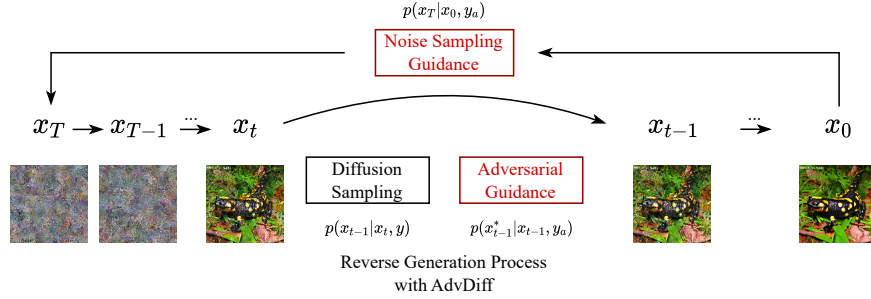 p(x_T|x_0, y_a)
Noise Sampling
Guidance
x_T x_{T−1} ... x_t x_{t−1} ... x_0
Diffusion
Sampling
Adversarial
Guidance
p(x_{t−1}|x_t, y) p(x^*_{t−1}|x_{t−1}, y_a)
Reverse Generation Process
with AdvDiff